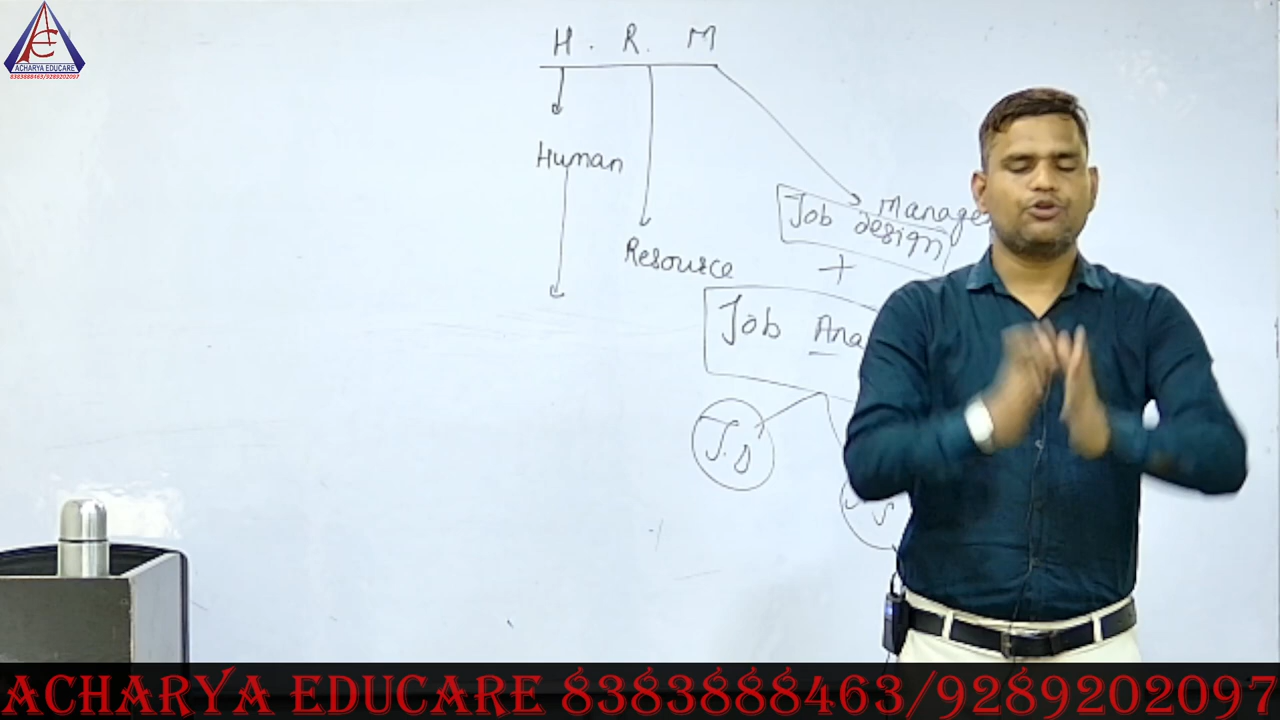 ACHARYA EDUCARE
8383888463/9289202097
H. R. M
Human
Manage
Job design
Resource
+
Job Ana
J.D
S
ACHARYA EDUCARE 8383888463/9289202097